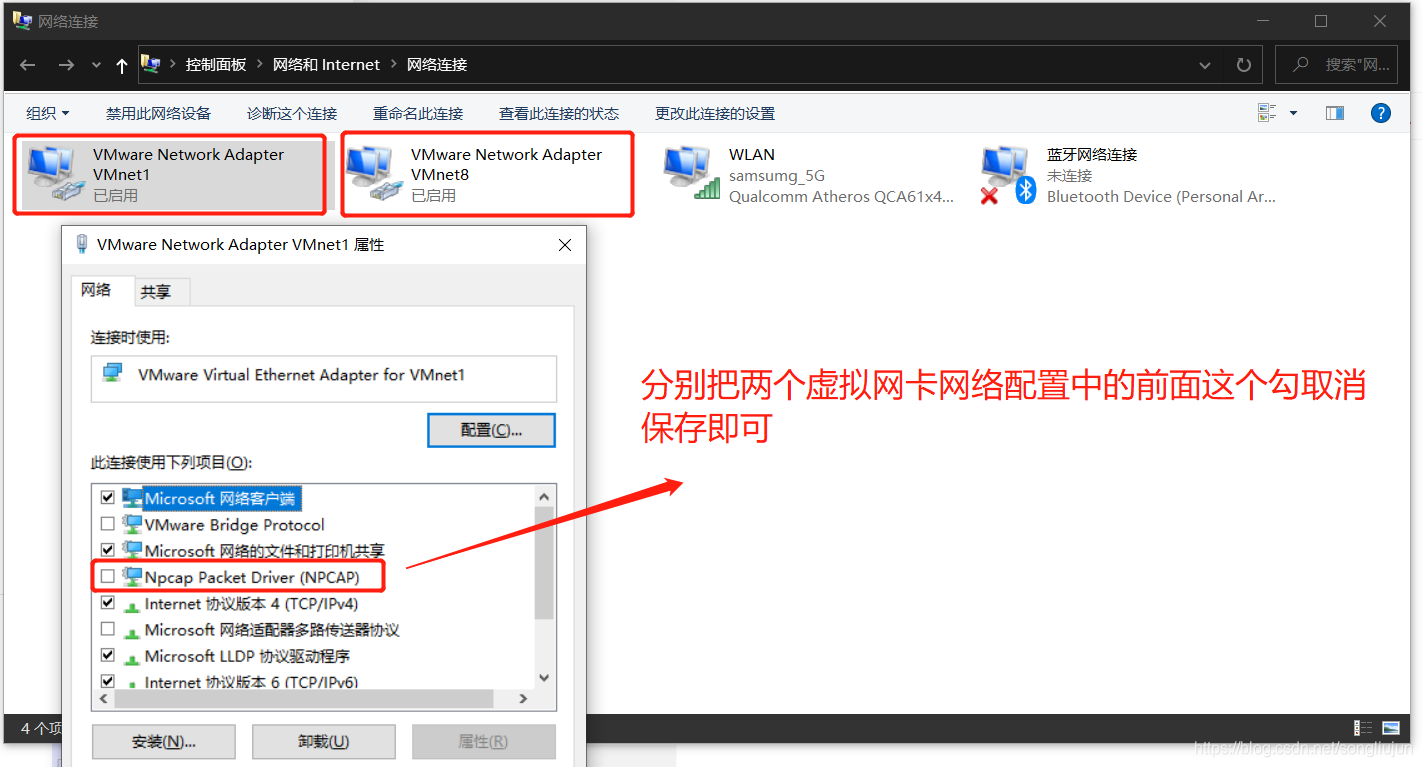 网络连接
控制面板 网络和 Internet 网络连接 搜索"网...
组织 禁用此网络设备 诊断这个连接 重命名此连接 查看此连接的状态 更改此连接的设置
VMware Network Adapter
VMnet1
已启用
VMware Network Adapter
VMnet8
已启用
WLAN
samsumg_5G
Qualcomm Atheros QCA61x4...
蓝牙网络连接
未连接
Bluetooth Device (Personal Ar...
VMware Network Adapter VMnet1 属性
网络 共享
连接时使用:
VMware Virtual Ethernet Adapter for VMnet1
配置(C)...
此连接使用下列项目(O):
Microsoft 网络客户端
VMware Bridge Protocol
Microsoft 网络的文件和打印机共享
Npcap Packet Driver (NPCAP)
Internet 协议版本 4 (TCP/IPv4)
Microsoft 网络适配器多路传送器协议
Microsoft LLDP 协议驱动程序
Internet 协议版本 6 (TCP/IPv6)
安装(N)... 卸载(U) 属性(R)
分别把两个虚拟网卡网络配置中的前面这个勾取消
保存即可
4 个项
https://blog.csdn.net/songliujun